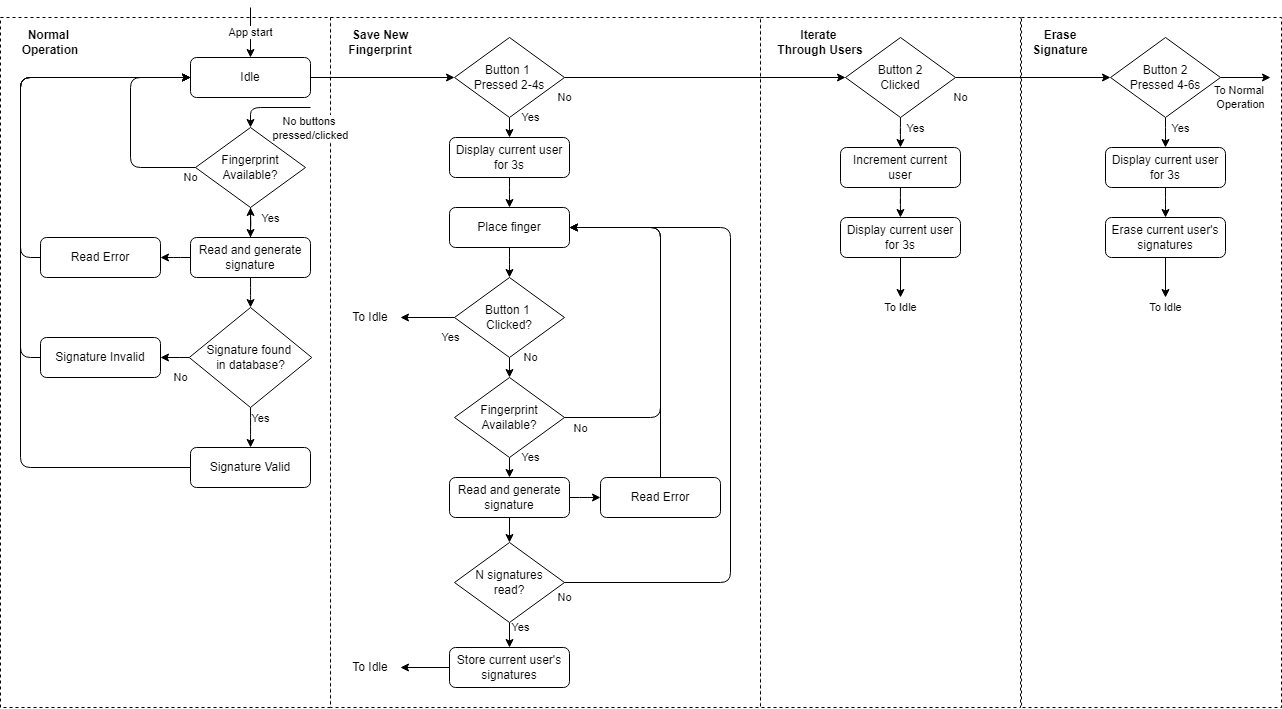 Normal
Operation
App start
Idle
No buttons
pressed/clicked
Fingerprint
Available?
No
Yes
Read and generate
signature
Read Error
Signature found
in database?
Signature Invalid
No
Yes
Signature Valid
Save New
Fingerprint
Button 1
Pressed 2-4s
No
Yes
Display current user
for 3s
Place finger
Button 1
Clicked?
To Idle
Yes
No
Fingerprint
Available?
No
Yes
Read and generate
signature
Read Error
N signatures
read?
No
Yes
Store current user's
signatures
To Idle
Iterate
Through Users
Button 2
Clicked
No
Yes
Increment current
user
Display current user
for 3s
To Idle
Erase
Signature
Button 2
Pressed 4-6s
To Normal
Operation
Yes
Display current user
for 3s
Erase current user's
signatures
To Idle